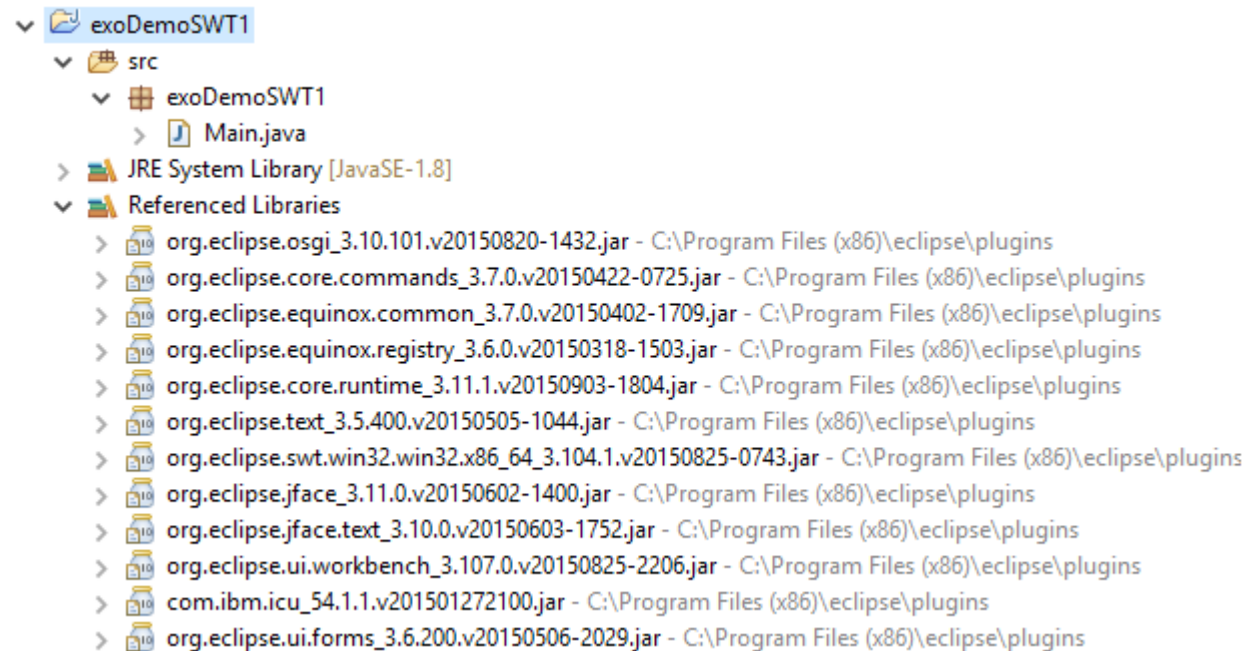 exoDemoSWT1
src
exoDemoSWT1
Main.java
JRE System Library [JavaSE-1.8]
Referenced Libraries
org.eclipse.osgi_3.10.101.v20150820-1432.jar - C:\Program Files (x86)\eclipse\plugins
org.eclipse.core.commands_3.7.0.v20150422-0725.jar - C:\Program Files (x86)\eclipse\plugins
org.eclipse.equinox.common_3.7.0.v20150402-1709.jar - C:\Program Files (x86)\eclipse\plugins
org.eclipse.equinox.registry_3.6.0.v20150318-1503.jar - C:\Program Files (x86)\eclipse\plugins
org.eclipse.core.runtime_3.11.1.v20150903-1804.jar - C:\Program Files (x86)\eclipse\plugins
org.eclipse.text_3.5.400.v20150505-1044.jar - C:\Program Files (x86)\eclipse\plugins
org.eclipse.swt.win32.win32.x86_64_3.104.1.v20150825-0743.jar - C:\Program Files (x86)\eclipse\plugins
org.eclipse.jface_3.11.0.v20150602-1400.jar - C:\Program Files (x86)\eclipse\plugins
org.eclipse.jface.text_3.10.0.v20150603-1752.jar - C:\Program Files (x86)\eclipse\plugins
org.eclipse.ui.workbench_3.107.0.v20150825-2206.jar - C:\Program Files (x86)\eclipse\plugins
com.ibm.icu_54.1.1.v201501272100.jar - C:\Program Files (x86)\eclipse\plugins
org.eclipse.ui.forms_3.6.200.v20150506-2029.jar - C:\Program Files (x86)\eclipse\plugins